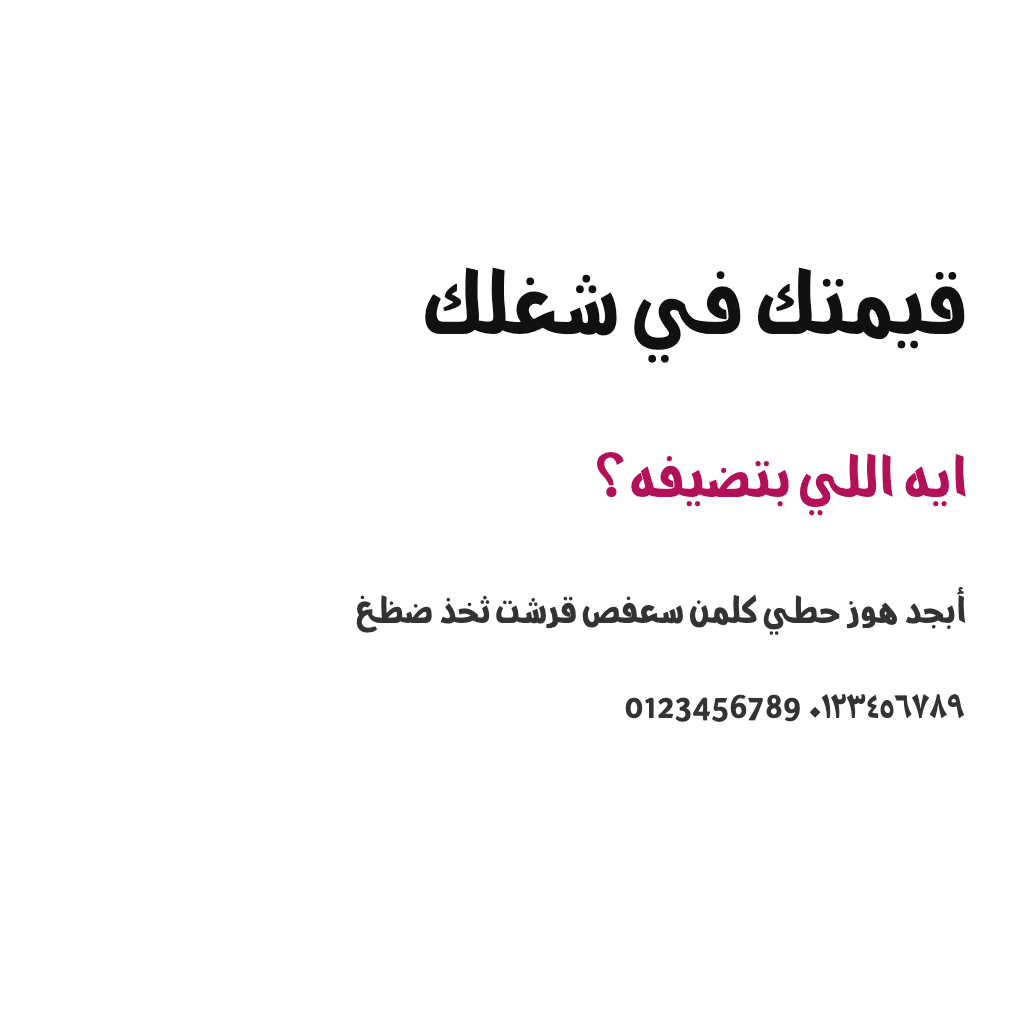 قيمتك في شغلك
ايه اللي بتضيفه؟
أبجد هوز حطي كلمن سعفص قرشت ثخذ ضظغ
0123456789 ٠١٢٣٤٥٦٧٨٩